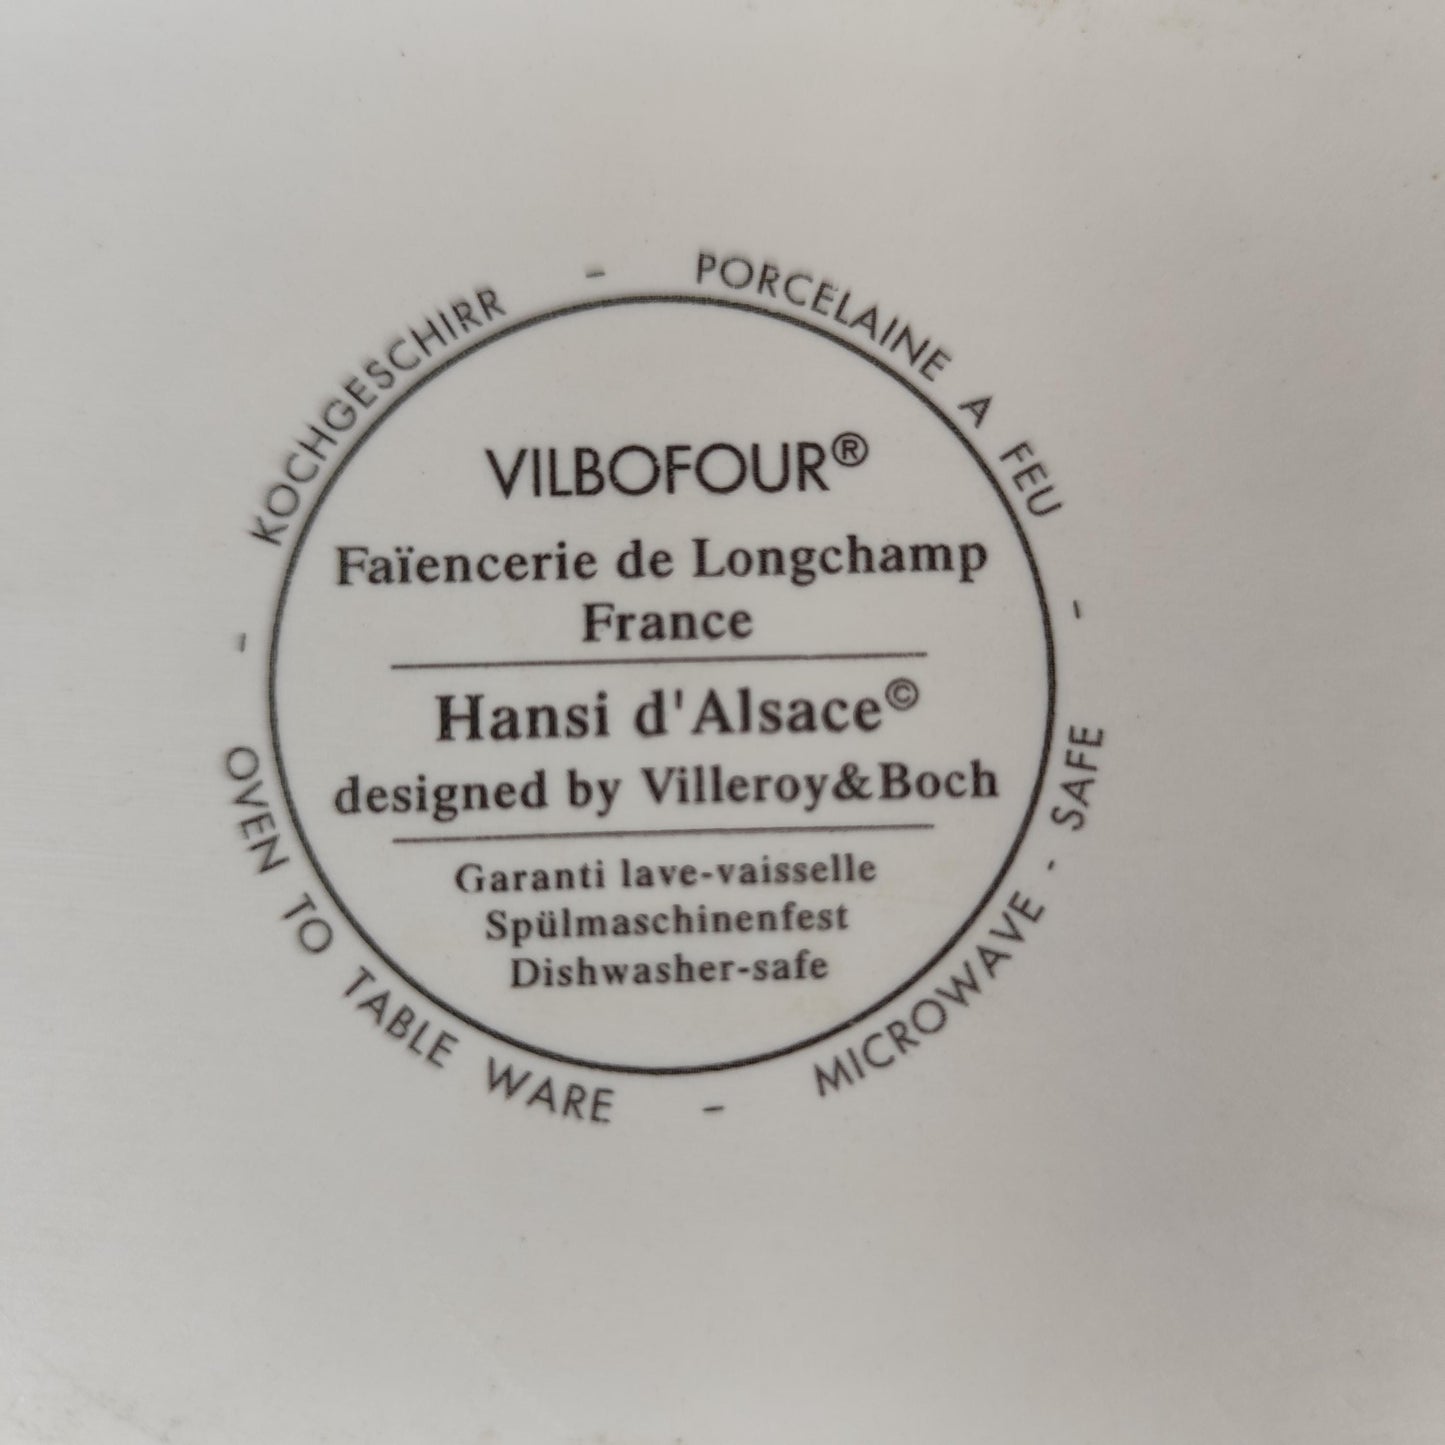 KOCHGESCHIRR - PORCELAINE A FEU - MICROWAVE - SAFE - OVEN TO TABLE WARE -
VILBOFOUR®
Faïencerie de Longchamp
France
Hansi d'Alsace©
designed by Villeroy&Boch
Garanti lave-vaisselle
Spülmaschinenfest
Dishwasher-safe